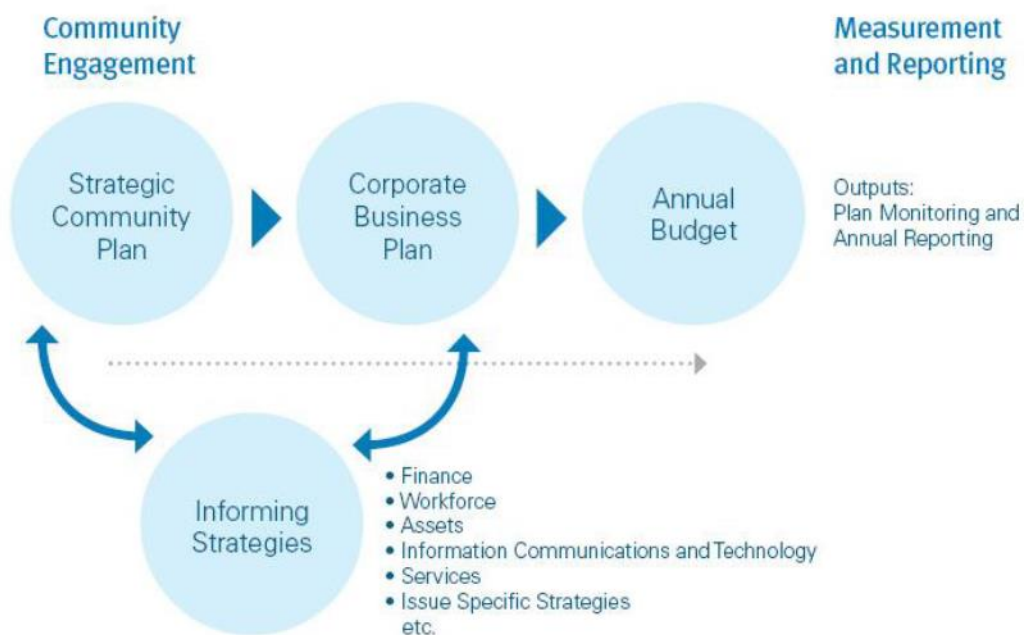 Community
Engagement
Measurement
and Reporting
Strategic
Community
Plan
Corporate
Business
Plan
Annual
Budget
Outputs:
Plan Monitoring and
Annual Reporting
Informing
Strategies
• Finance
• Workforce
• Assets
• Information Communications and Technology
• Services
• Issue Specific Strategies
etc.